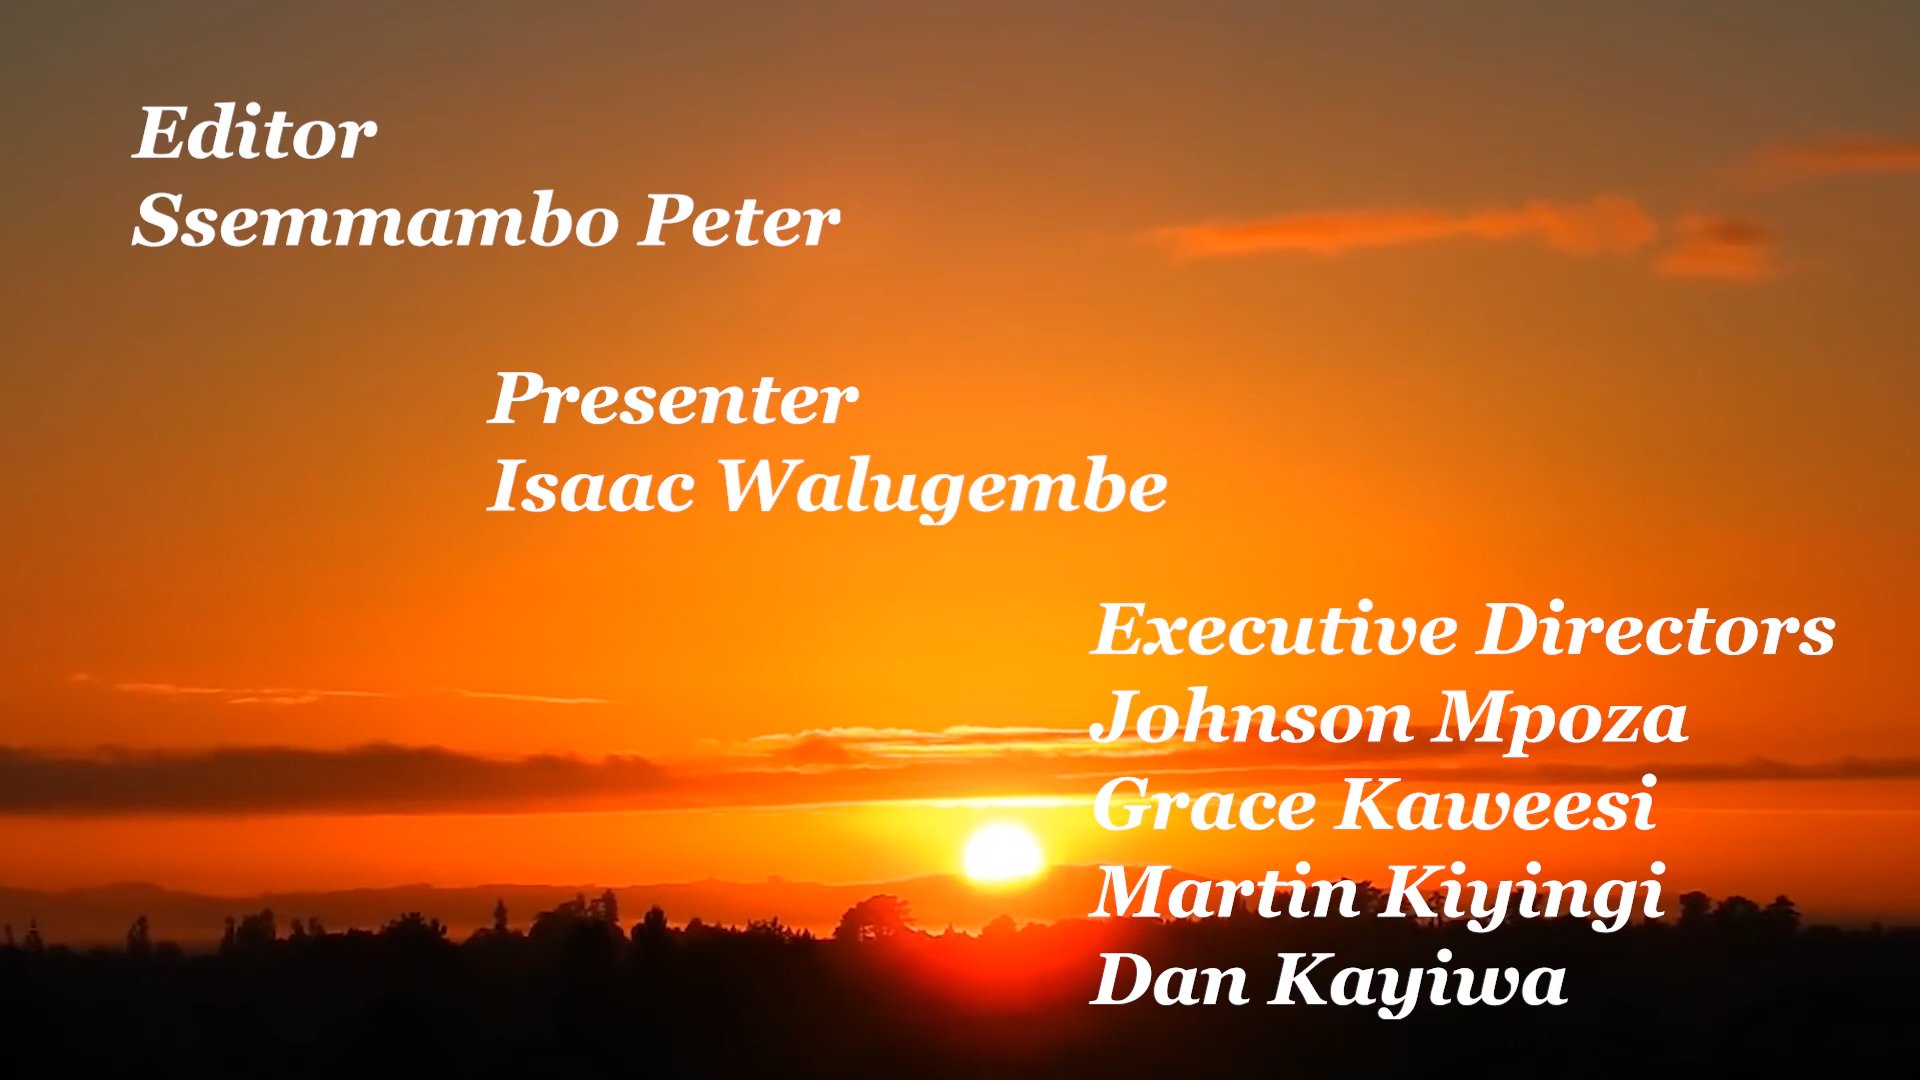 Editor
Ssemmambo Peter
Presenter
Isaac Walugembe
Executive Directors
Johnson Mpoza
Grace Kaweesi
Martin Kiyingi
Dan Kayiwa